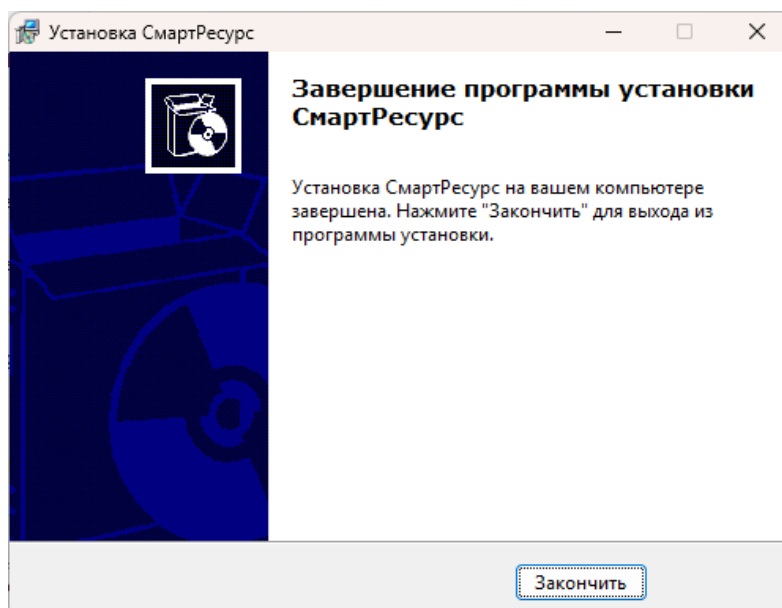 Установка СмартРесурс
Завершение программы установки
СмартРесурс
Установка СмартРесурс на вашем компьютере
завершена. Нажмите "Закончить" для выхода из
программы установки.
Закончить